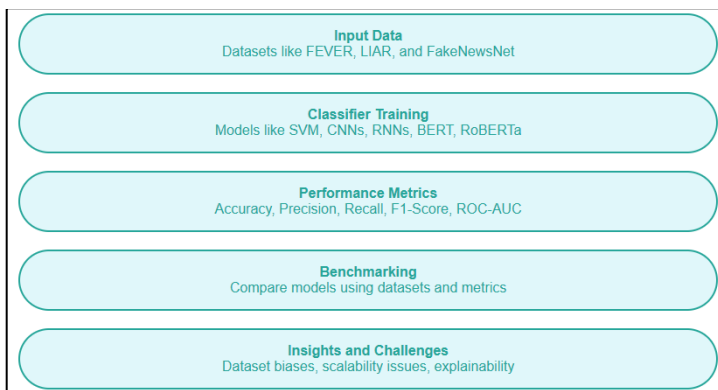 Input Data
Datasets like FEVER, LIAR, and FakeNewsNet
Classifier Training
Models like SVM, CNNs, RNNs, BERT, RoBERTa
Performance Metrics
Accuracy, Precision, Recall, F1-Score, ROC-AUC
Benchmarking
Compare models using datasets and metrics
Insights and Challenges
Dataset biases, scalability issues, explainability